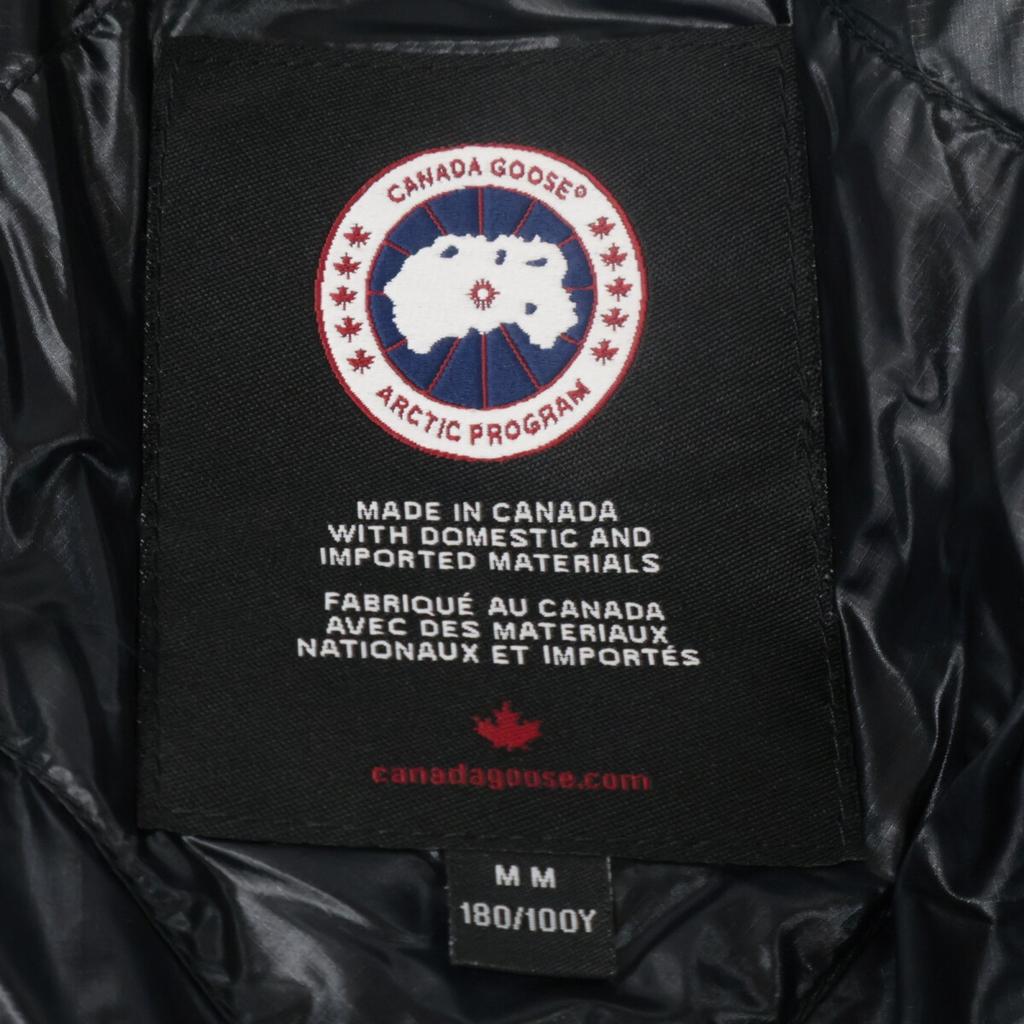 CANADA GOOSE®
ARCTIC PROGRAM
MADE IN CANADA
WITH DOMESTIC AND
IMPORTED MATERIALS
FABRIQUÉ AU CANADA
AVEC DES MATERIAUX
NATIONAUX ET IMPORTÉS
canadagoose.com
M M
180/100Y